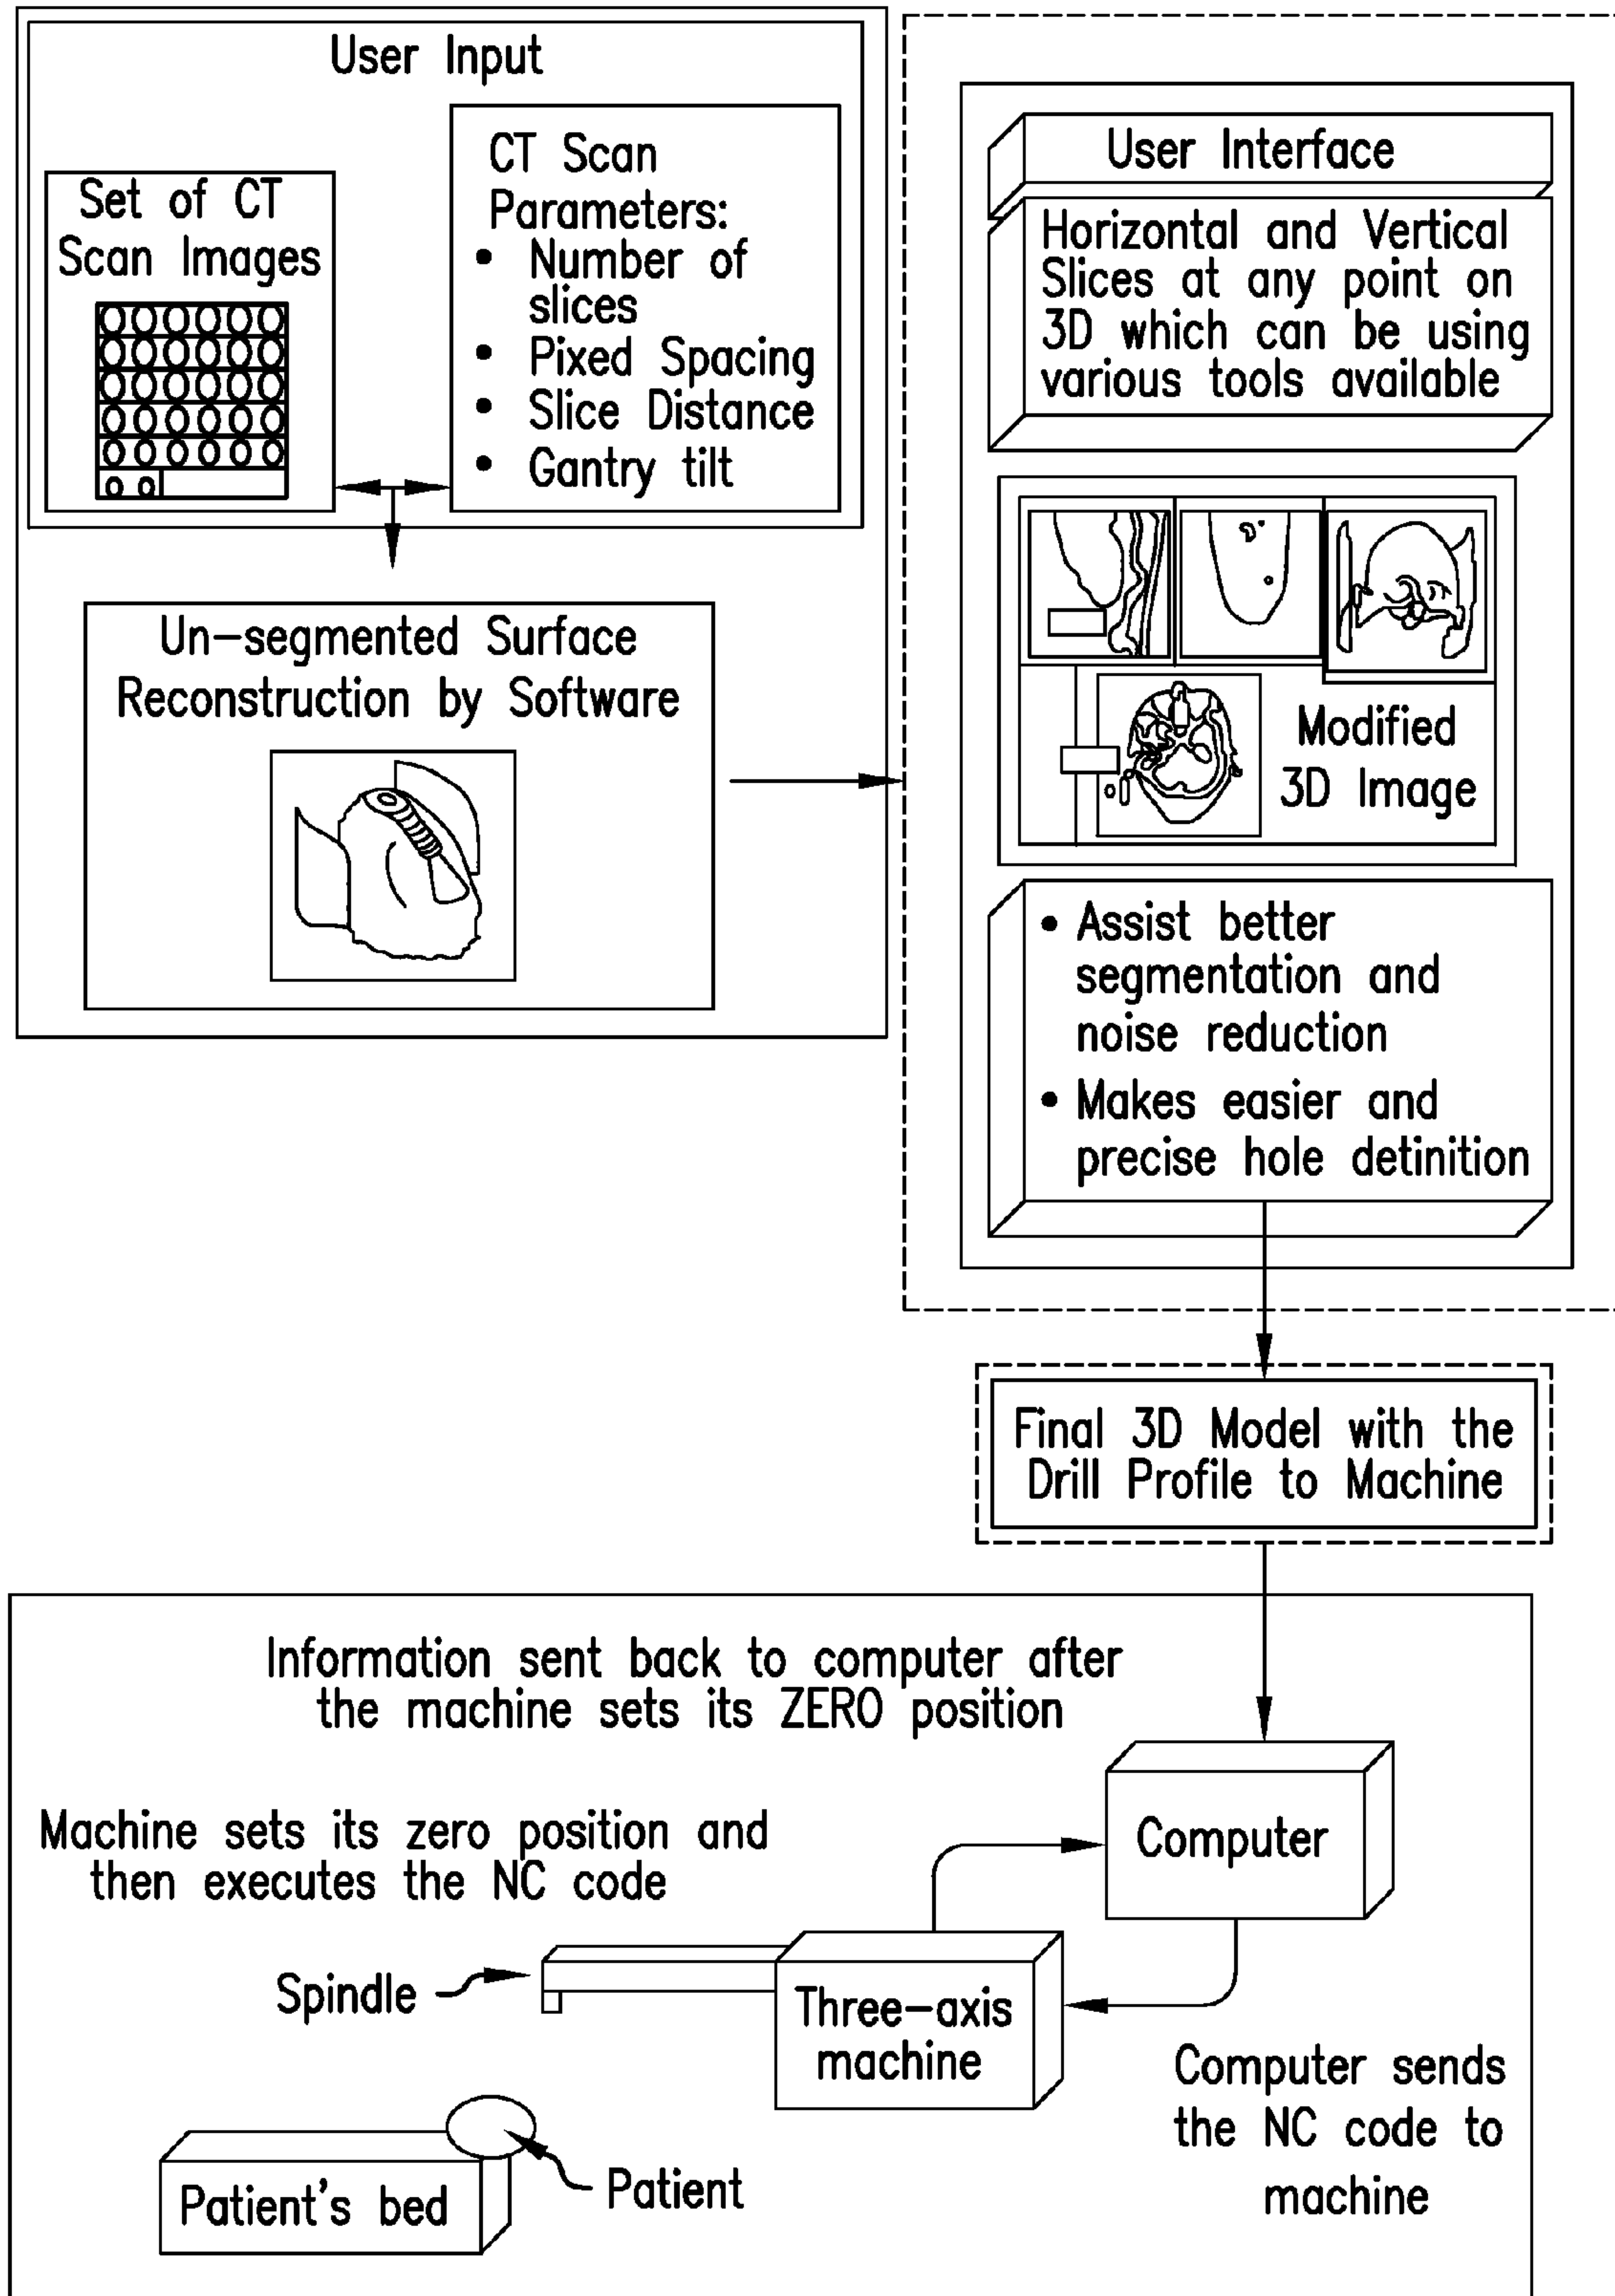 User Input
Set of CT
Scan Images
CT Scan
Parameters:
• Number of
slices
• Pixed Spacing
• Slice Distance
• Gantry tilt
Un-segmented Surface
Reconstruction by Software
User Interface
Horizontal and Vertical
Slices at any point on
3D which can be using
various tools available
Modified
3D Image
• Assist better
segmentation and
noise reduction
• Makes easier and
precise hole detinition
Final 3D Model with the
Drill Profile to Machine
Information sent back to computer after
the machine sets its ZERO position
Machine sets its zero position and
then executes the NC code
Computer
Spindle
Three-axis
machine
Computer sends
the NC code to
machine
Patient
Patient's bed